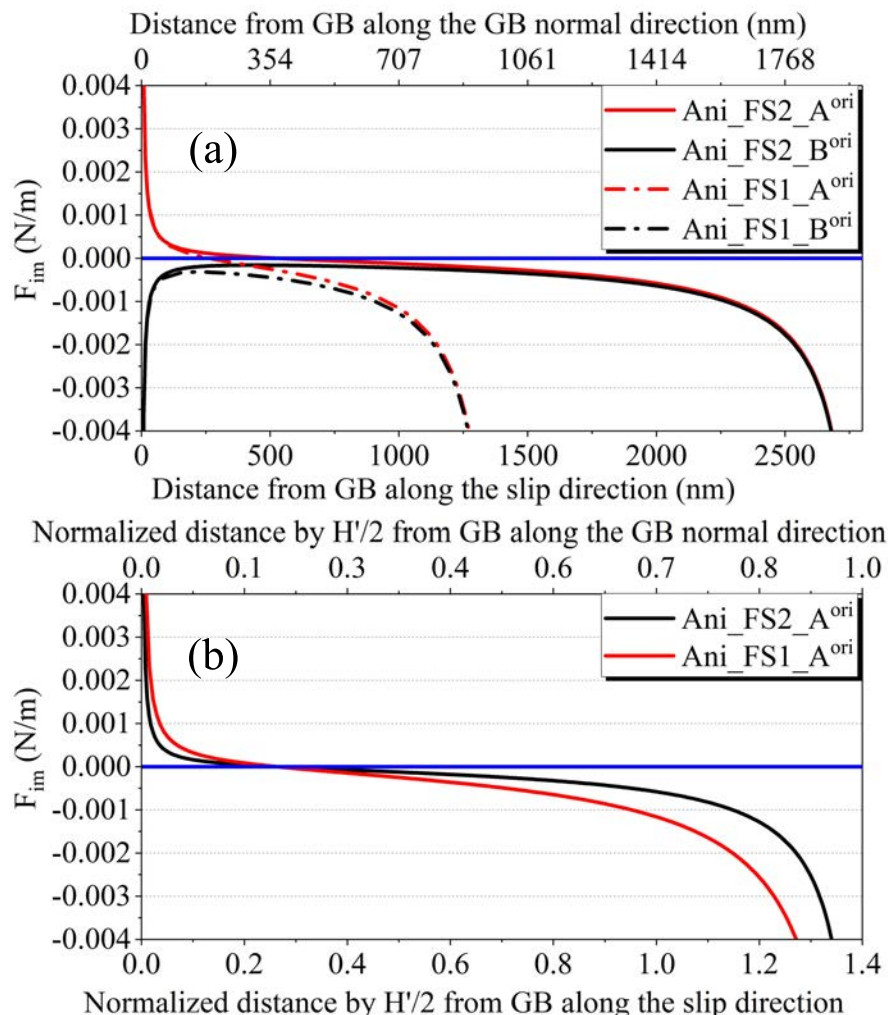 Distance from GB along the GB normal direction (nm)
0 354 707 1061 1414 1768
0.004
0.003
0.002
0.001
0.000
-0.001
-0.002
-0.003
-0.004
F_im (N/m)
(a)
Ani_FS2_A^ori
Ani_FS2_B^ori
Ani_FS1_A^ori
Ani_FS1_B^ori
0 500 1000 1500 2000 2500
Distance from GB along the slip direction (nm)
Normalized distance by H'/2 from GB along the GB normal direction
0.0 0.1 0.3 0.4 0.6 0.7 0.8 1.0
0.004
0.003
0.002
0.001
0.000
-0.001
-0.002
-0.003
-0.004
F_im (N/m)
(b)
Ani_FS2_A^ori
Ani_FS1_A^ori
0.0 0.2 0.4 0.6 0.8 1.0 1.2 1.4
Normalized distance by H'/2 from GB along the slip direction